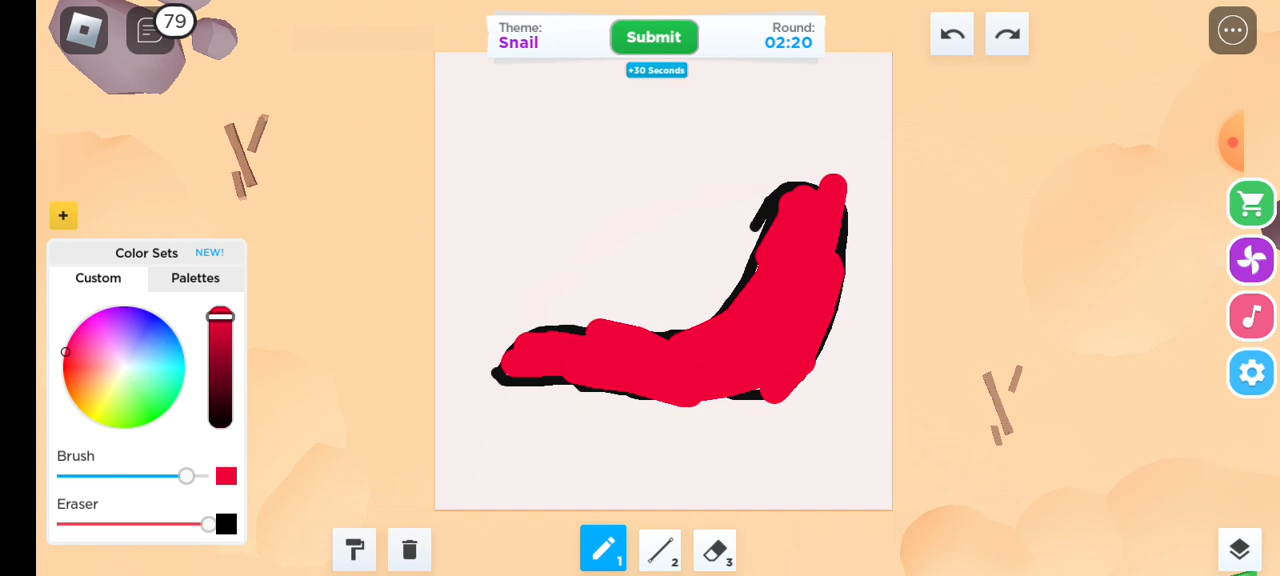 79
Theme:
Snail
Submit
Round:
02:20
+30 Seconds
+
Color Sets NEW!
Custom Palettes
Brush
Eraser
1
2
3